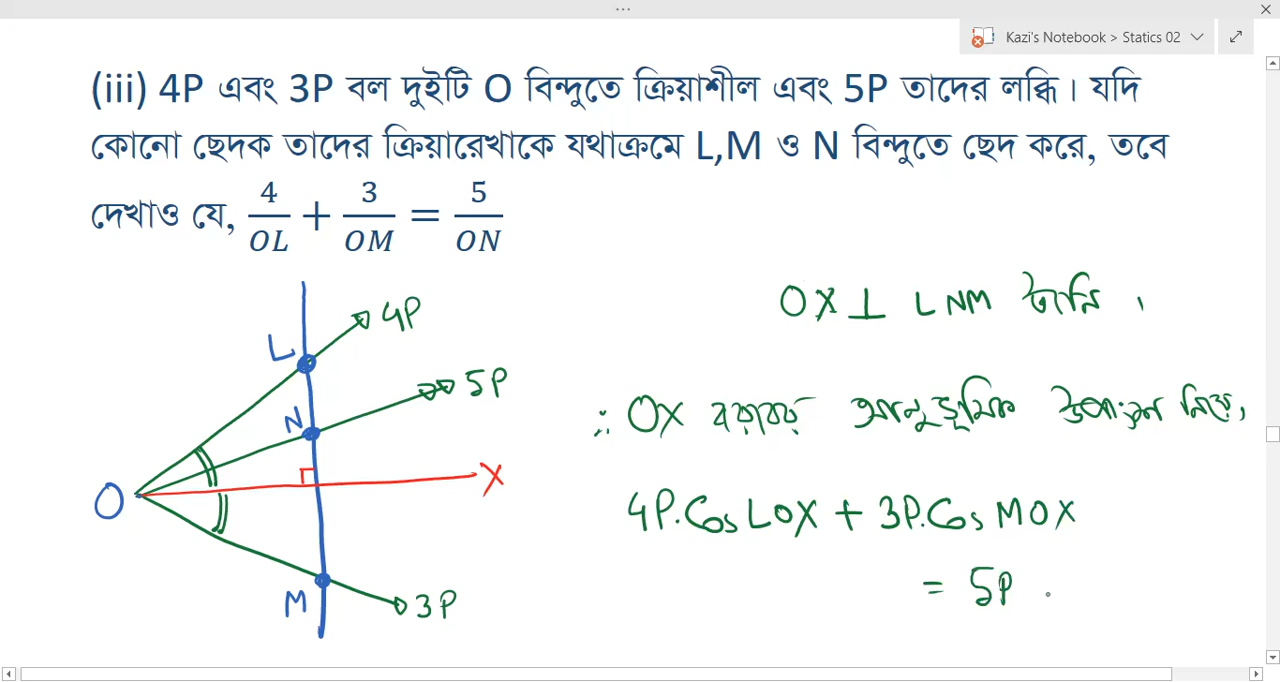 Kazi's Notebook > Statics 02
(iii) 4P এবং 3P বল দুইটি O বিন্দুতে ক্রিয়াশীল এবং 5P তাদের লব্ধি। যদি
কোনো ছেদক তাদের ক্রিয়ারেখাকে যথাক্রমে L,M ও N বিন্দুতে ছেদ করে, তবে
দেখাও যে, 4/OL + 3/OM = 5/ON
OX ⊥ LNM টানি ।
∴ OX বরাবর আনুভূমিক উপাংশ নিয়ে,
4P.Cos LOX + 3P.Cos MOX
= 5P .
4P
L
5P
N
X
O
M
3P